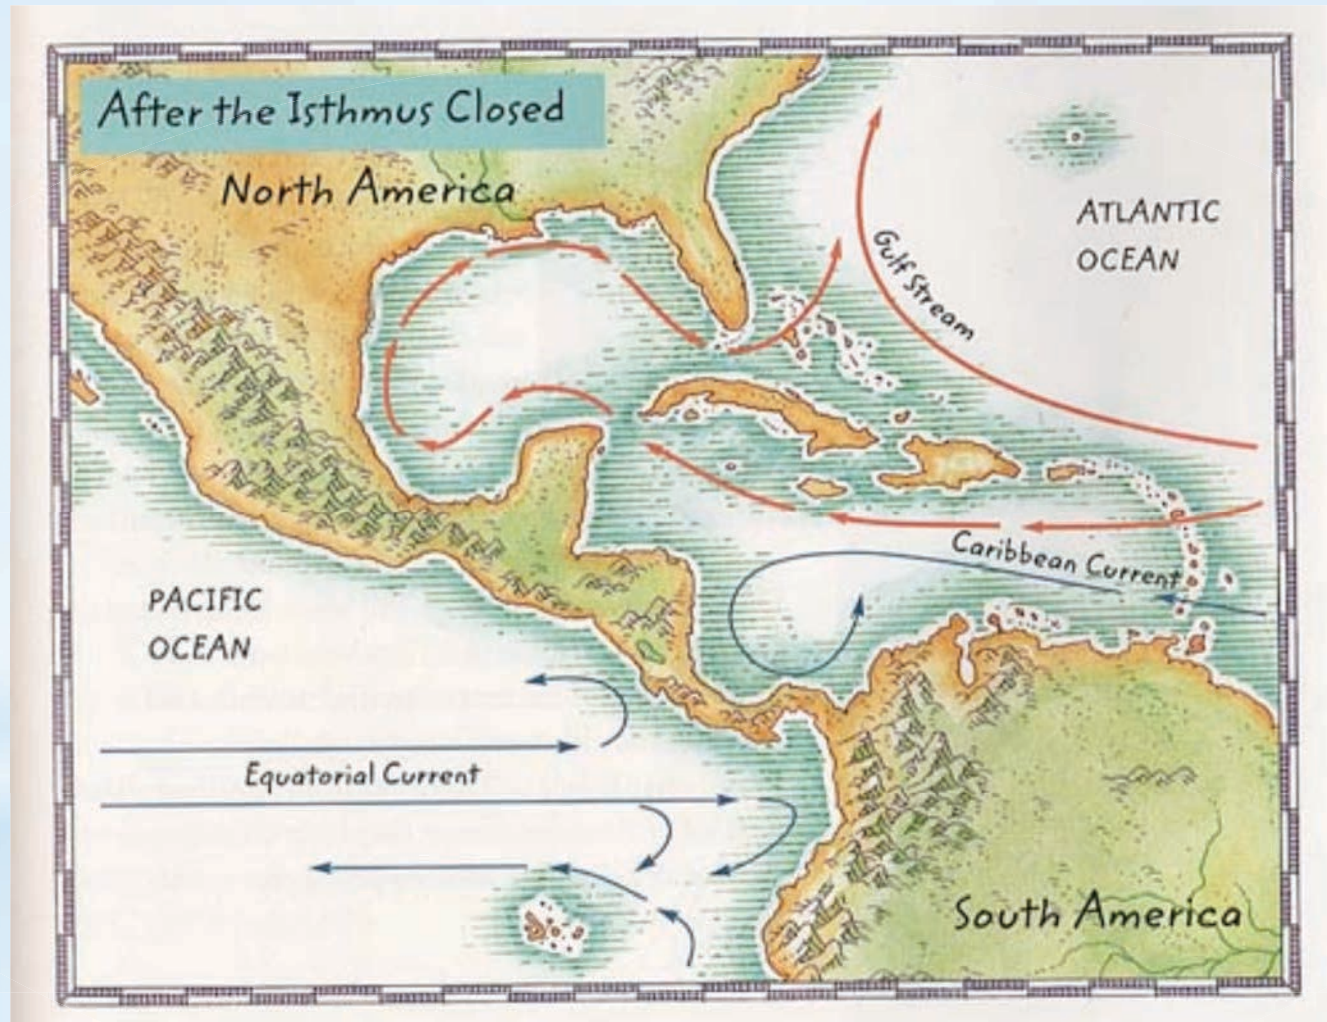 After the Isthmus Closed
North America
ATLANTIC
OCEAN
Gulf Stream
Caribbean Current
PACIFIC
OCEAN
Equatorial Current
South America